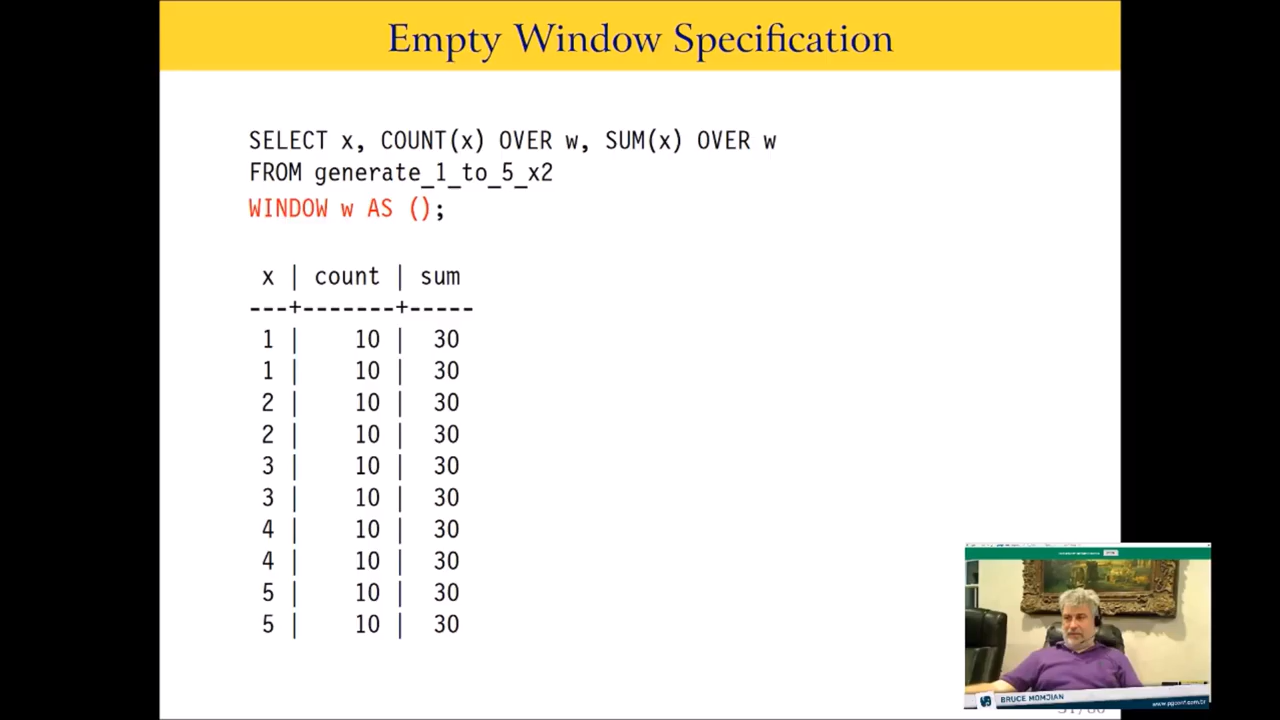 Empty Window Specification
SELECT x, COUNT(x) OVER w, SUM(x) OVER w
FROM generate_1_to_5_x2
WINDOW w AS ();
x | count | sum
---+-------+-----
1 | 10 | 30
1 | 10 | 30
2 | 10 | 30
2 | 10 | 30
3 | 10 | 30
3 | 10 | 30
4 | 10 | 30
4 | 10 | 30
5 | 10 | 30
5 | 10 | 30
BRUCE MOMJIAN
www.pgconf.com.br